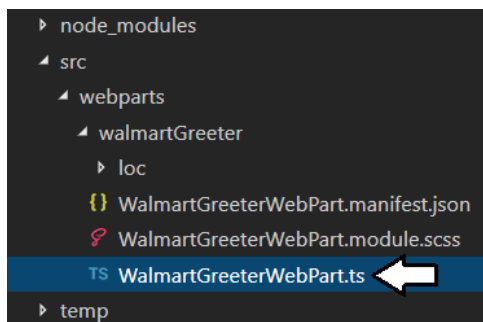 node_modules
src
webparts
walmartGreeter
loc
{} WalmartGreeterWebPart.manifest.json
WalmartGreeterWebPart.module.scss
TS WalmartGreeterWebPart.ts
temp